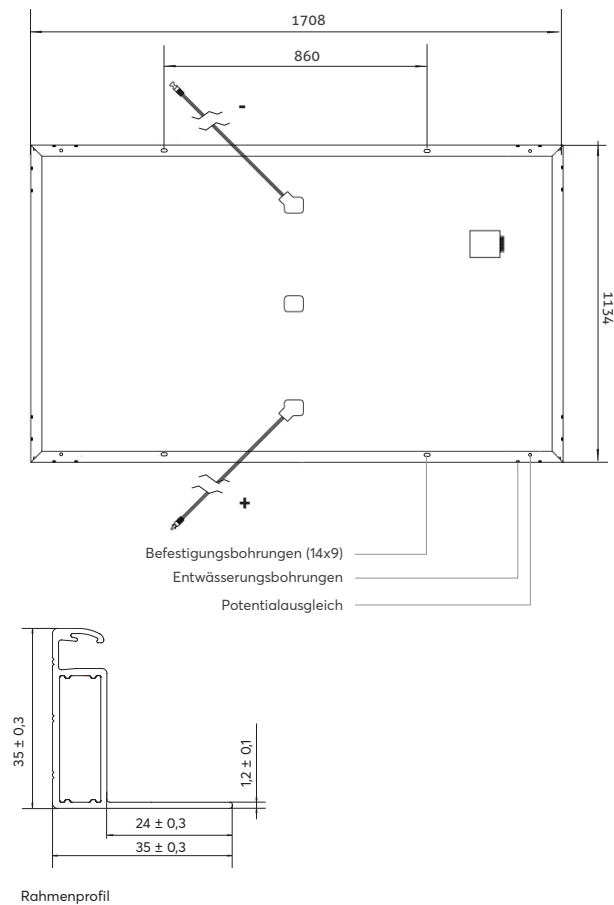 1708
860
-
1134
+
Befestigungsbohrungen (14x9)
Entwässerungsbohrungen
Potentialausgleich
35 ± 0,3
1,2 ± 0,1
24 ± 0,3
35 ± 0,3
Rahmenprofil